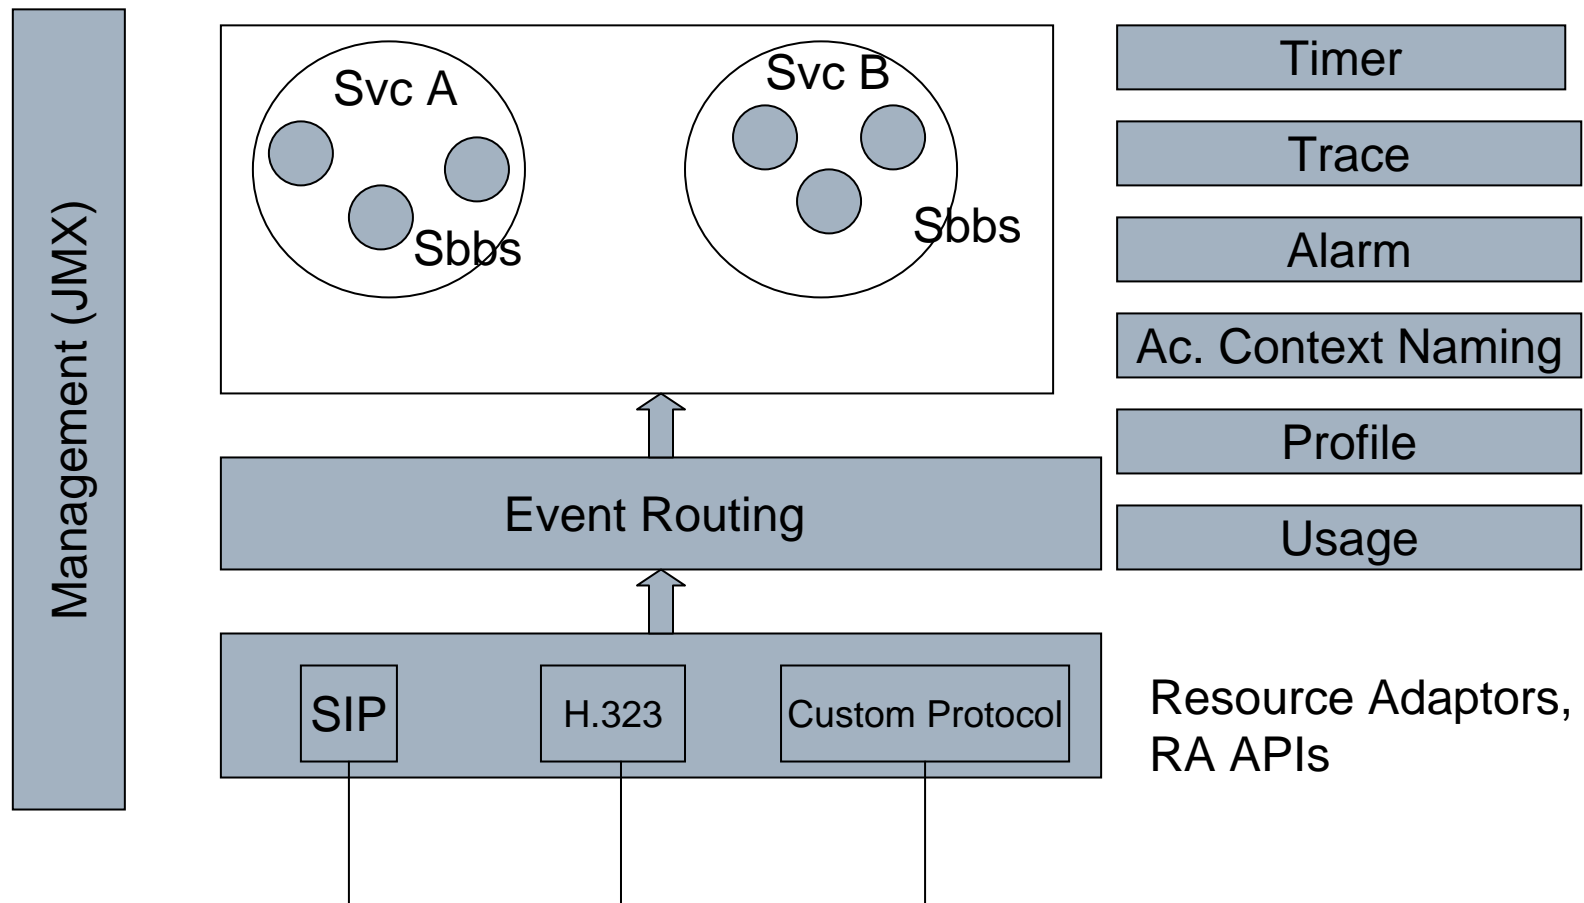 Management (JMX)
Svc A
Sbbs
Svc B
Sbbs
Timer
Trace
Alarm
Ac. Context Naming
Profile
Usage
Event Routing
SIP
H.323
Custom Protocol
Resource Adaptors,
RA APIs